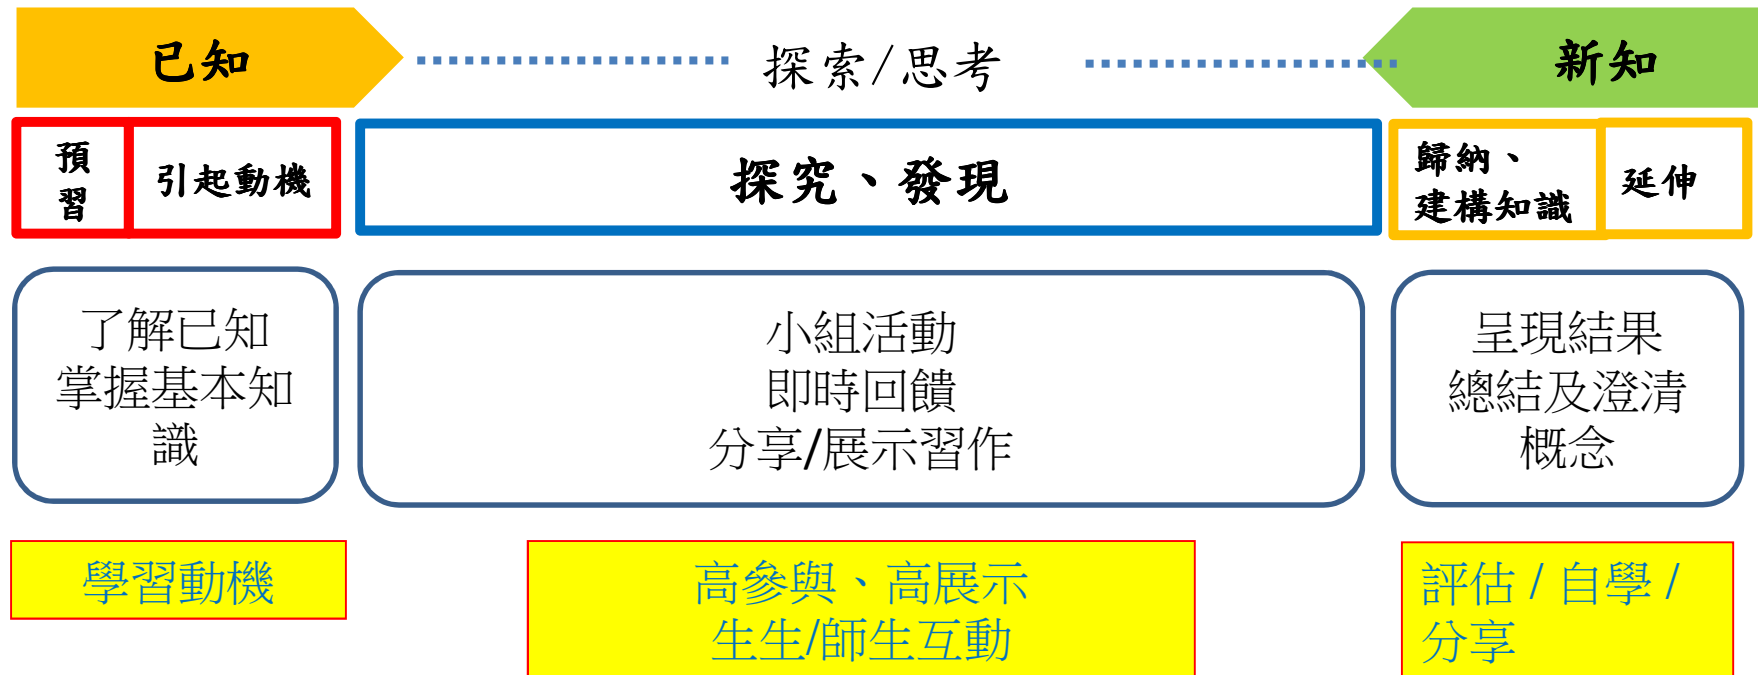 已知
探索/思考
新知
預
習
引起動機
探究、發現
歸納、
建構知識
延伸
了解已知
掌握基本知
識
小組活動
即時回饋
分享/展示習作
呈現結果
總結及澄清
概念
學習動機
高參與、高展示
生生/師生互動
評估 / 自學 /
分享